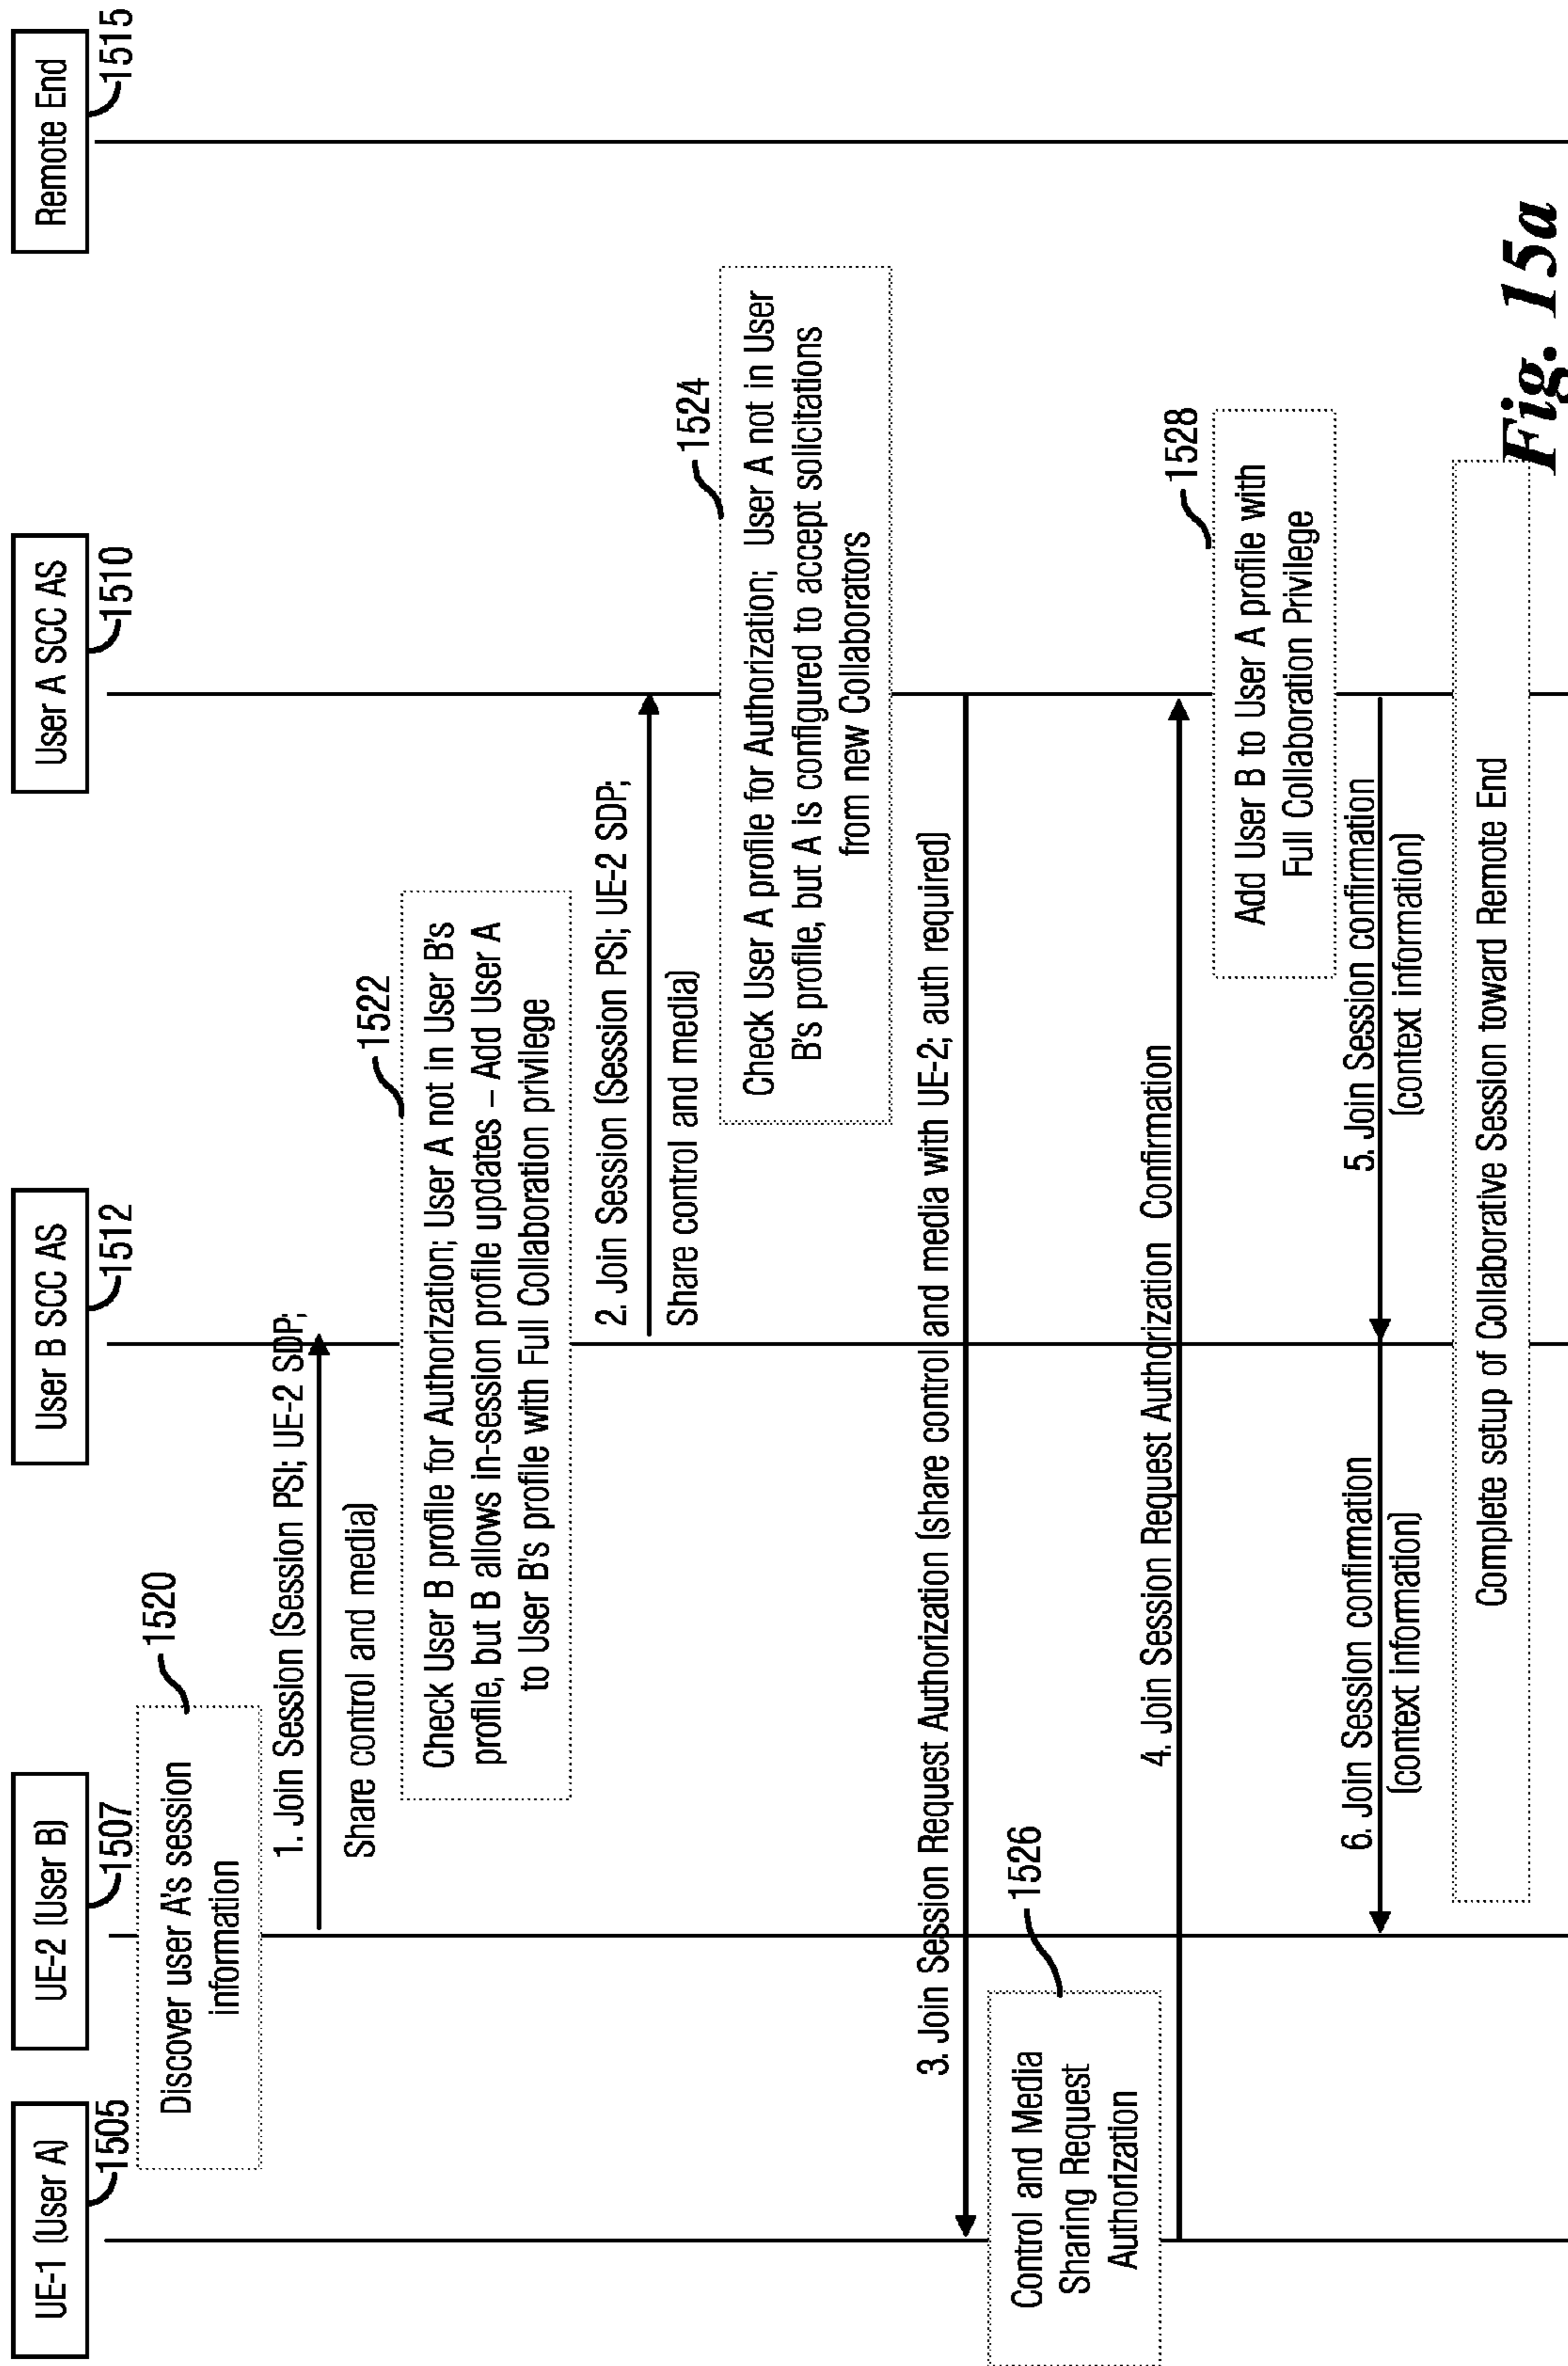 UE-1 (User A)
1505
UE-2 (User B)
1507
User B SCC AS
1512
User A SCC AS
1510
Remote End
1515
Discover user A's session
information
1520
1. Join Session (Session PSI; UE-2 SDP;
Share control and media)
1522
Check User B profile for Authorization; User A not in User B's
profile, but B allows in-session profile updates – Add User A
to User B's profile with Full Collaboration privilege
2. Join Session (Session PSI; UE-2 SDP;
Share control and media)
1524
Check User A profile for Authorization; User A not in User
B's profile, but A is configured to accept solicitations
from new Collaborators
3. Join Session Request Authorization (share control and media with UE-2; auth required)
1526
Control and Media
Sharing Request
Authorization
4. Join Session Request Authorization Confirmation
1528
Add User B to User A profile with
Full Collaboration Privilege
5. Join Session confirmation
(context information)
6. Join Session confirmation
(context information)
Complete setup of Collaborative Session toward Remote End
Fig. 15a